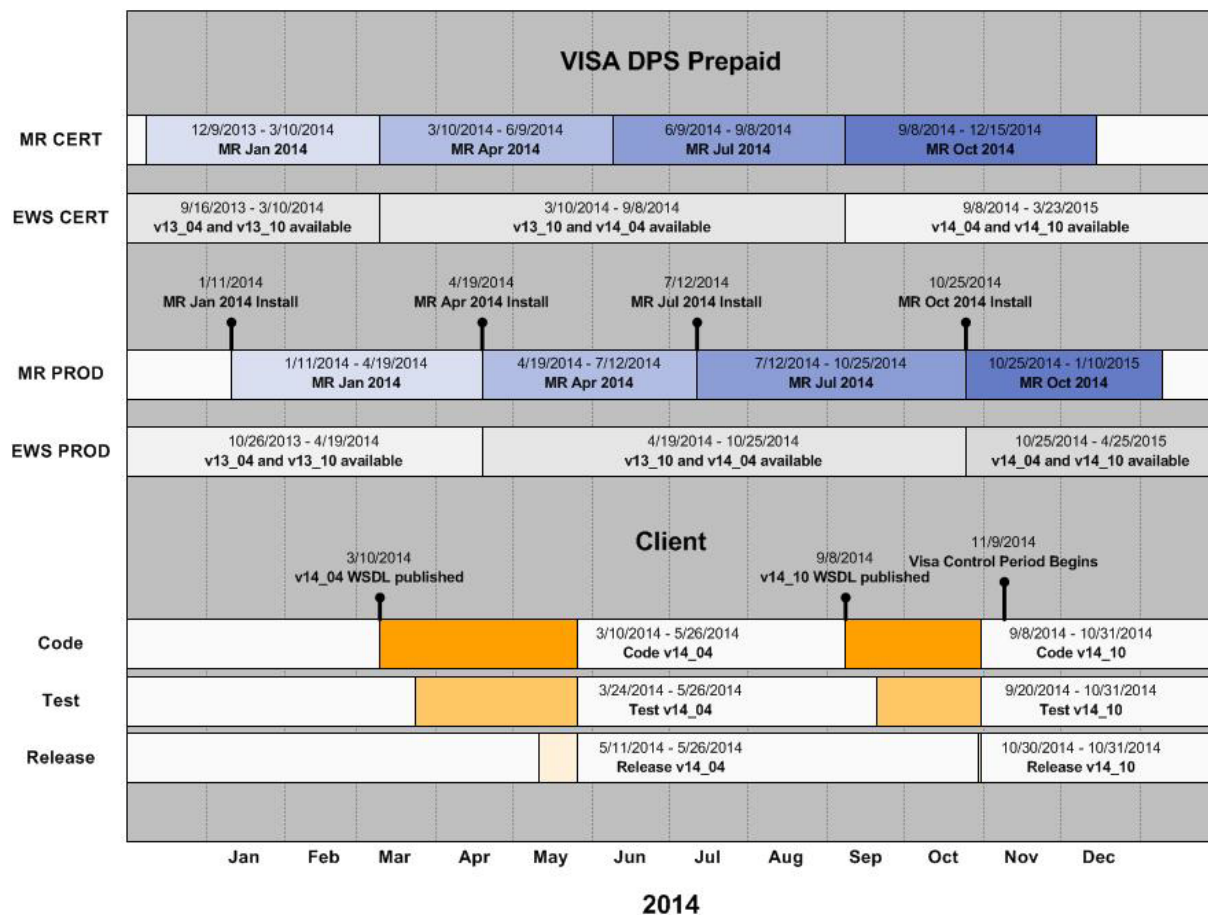 VISA DPS Prepaid
MR CERT
12/9/2013 - 3/10/2014
MR Jan 2014
3/10/2014 - 6/9/2014
MR Apr 2014
6/9/2014 - 9/8/2014
MR Jul 2014
9/8/2014 - 12/15/2014
MR Oct 2014
EWS CERT
9/16/2013 - 3/10/2014
v13_04 and v13_10 available
3/10/2014 - 9/8/2014
v13_10 and v14_04 available
9/8/2014 - 3/23/2015
v14_04 and v14_10 available
1/11/2014
MR Jan 2014 Install
4/19/2014
MR Apr 2014 Install
7/12/2014
MR Jul 2014 Install
10/25/2014
MR Oct 2014 Install
MR PROD
1/11/2014 - 4/19/2014
MR Jan 2014
4/19/2014 - 7/12/2014
MR Apr 2014
7/12/2014 - 10/25/2014
MR Jul 2014
10/25/2014 - 1/10/2015
MR Oct 2014
EWS PROD
10/26/2013 - 4/19/2014
v13_04 and v13_10 available
4/19/2014 - 10/25/2014
v13_10 and v14_04 available
10/25/2014 - 4/25/2015
v14_04 and v14_10 available
Client
3/10/2014
v14_04 WSDL published
9/8/2014
v14_10 WSDL published
11/9/2014
Visa Control Period Begins
Code
3/10/2014 - 5/26/2014
Code v14_04
9/8/2014 - 10/31/2014
Code v14_10
Test
3/24/2014 - 5/26/2014
Test v14_04
9/20/2014 - 10/31/2014
Test v14_10
Release
5/11/2014 - 5/26/2014
Release v14_04
10/30/2014 - 10/31/2014
Release v14_10
Jan Feb Mar Apr May Jun Jul Aug Sep Oct Nov Dec
2014